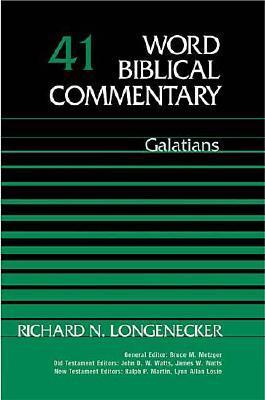 41 WORD
BIBLICAL
COMMENTARY
Galatians
RICHARD N. LONGENECKER
General Editor: Bruce M. Metzger
Old Testament Editors: John D. W. Watts, James W. Watts
New Testament Editors: Ralph P. Martin, Lynn Allan Losie